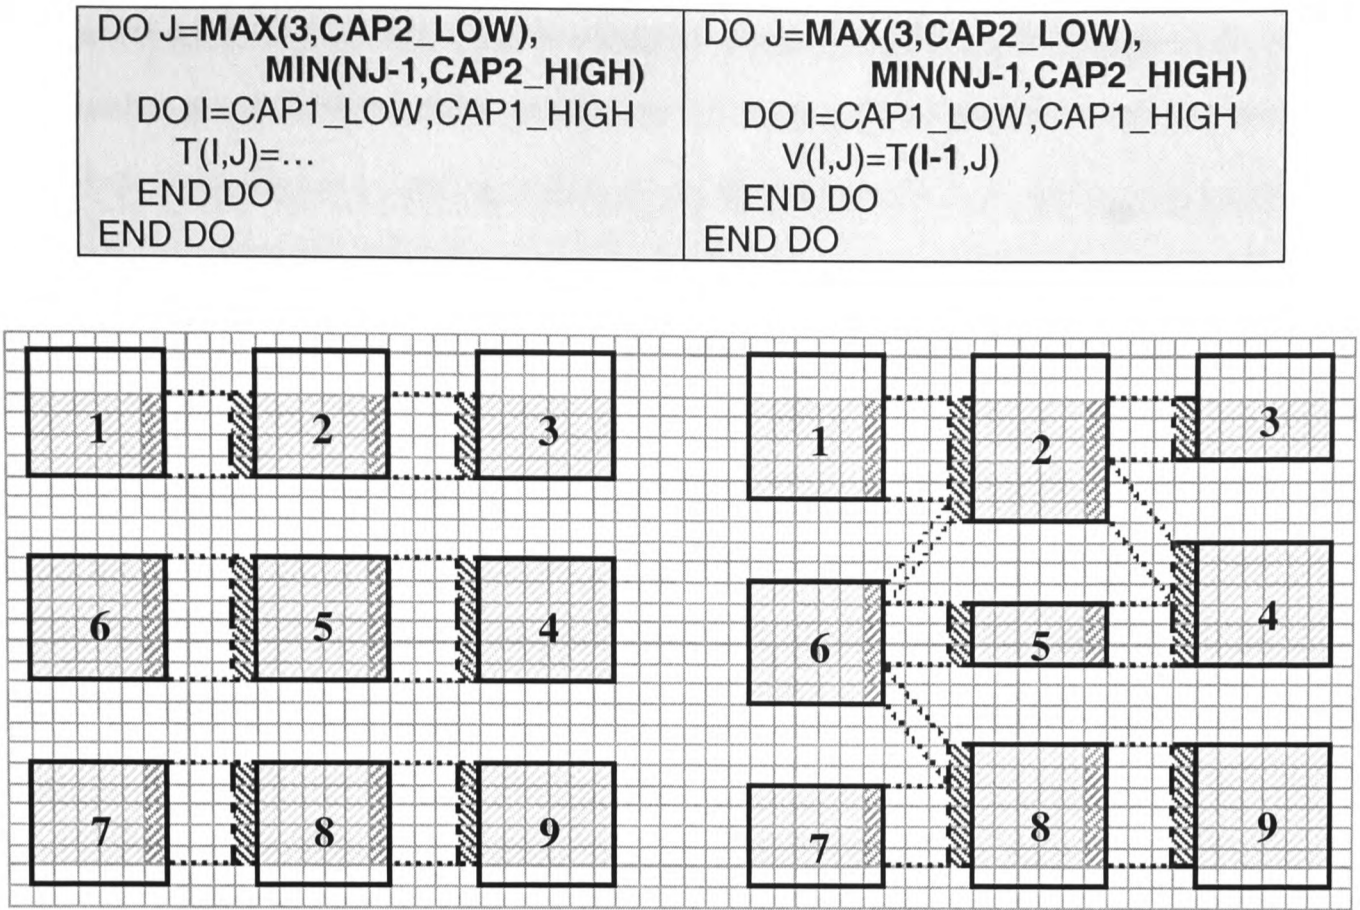 DO J=MAX(3,CAP2_LOW),
MIN(NJ-1,CAP2_HIGH)
DO I=CAP1_LOW,CAP1_HIGH
T(I,J)=...
END DO
END DO
DO J=MAX(3,CAP2_LOW),
MIN(NJ-1,CAP2_HIGH)
DO I=CAP1_LOW,CAP1_HIGH
V(I,J)=T(I-1,J)
END DO
END DO
1 2 3
6 5 4
7 8 9
1 2 3
6 5 4
7 8 9